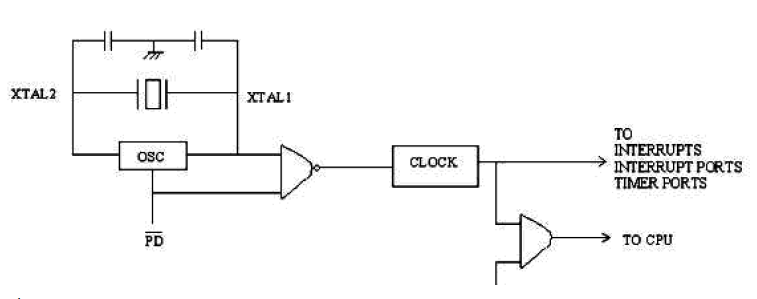 XTAL2
XTAL1
OSC
CLOCK
TO
INTERRUPTS
INTERRUPT PORTS
TIMER PORTS
PD
TO CPU